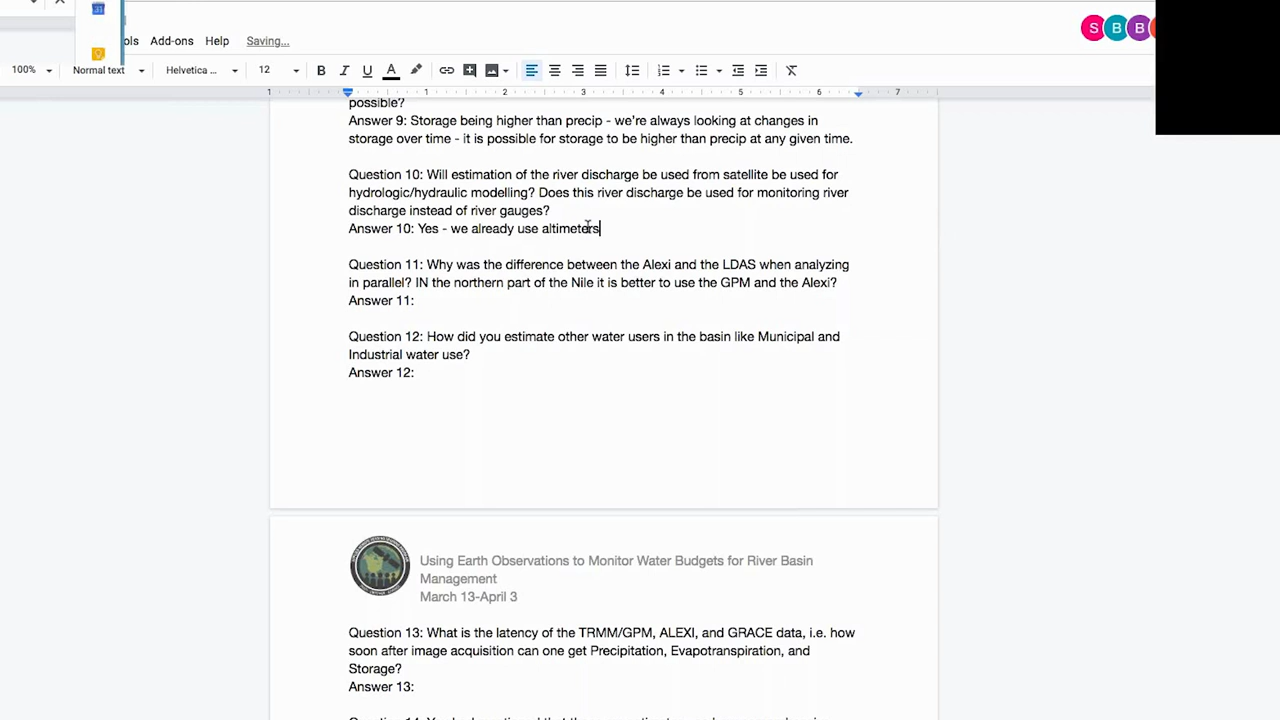 ols Add-ons Help Saving...
S B B
100% Normal text Helvetica ... 12 B I U A
1 1 2 3 4 5 6 7
possible?
Answer 9: Storage being higher than precip - we're always looking at changes in
storage over time - it is possible for storage to be higher than precip at any given time.
Question 10: Will estimation of the river discharge be used from satellite be used for
hydrologic/hydraulic modelling? Does this river discharge be used for monitoring river
discharge instead of river gauges?
Answer 10: Yes - we already use altimeters
Question 11: Why was the difference between the Alexi and the LDAS when analyzing
in parallel? IN the northern part of the Nile it is better to use the GPM and the Alexi?
Answer 11:
Question 12: How did you estimate other water users in the basin like Municipal and
Industrial water use?
Answer 12:
Using Earth Observations to Monitor Water Budgets for River Basin
Management
March 13-April 3
Question 13: What is the latency of the TRMM/GPM, ALEXI, and GRACE data, i.e. how
soon after image acquisition can one get Precipitation, Evapotranspiration, and
Storage?
Answer 13: